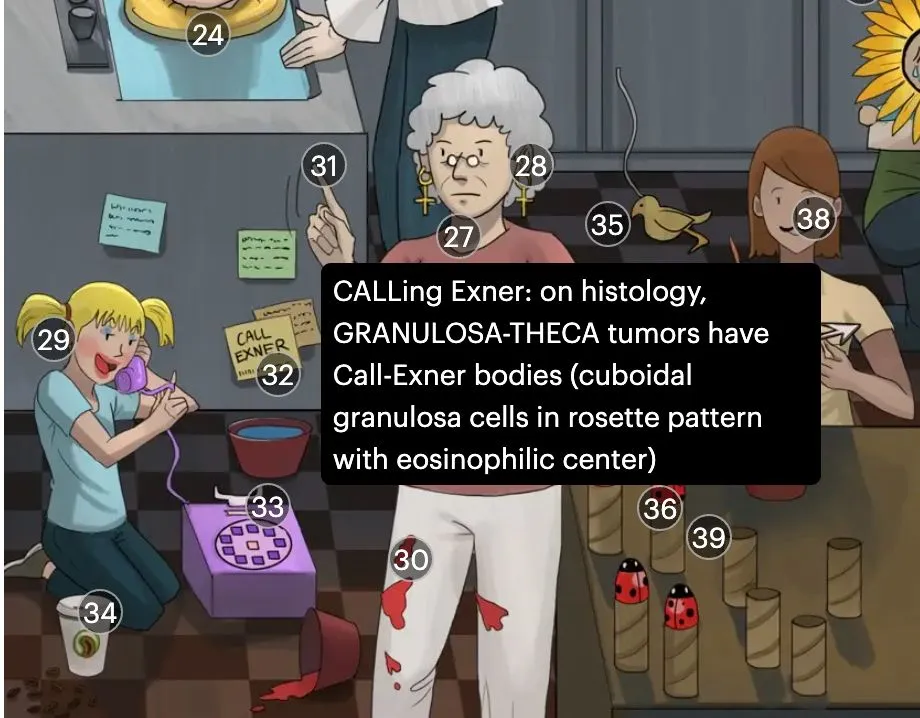 24
31
28
27
35
38
29
CALL
EXNER
32
CALLing Exner: on histology,
GRANULOSA-THECA tumors have
Call-Exner bodies (cuboidal
granulosa cells in rosette pattern
with eosinophilic center)
33
36
39
30
34